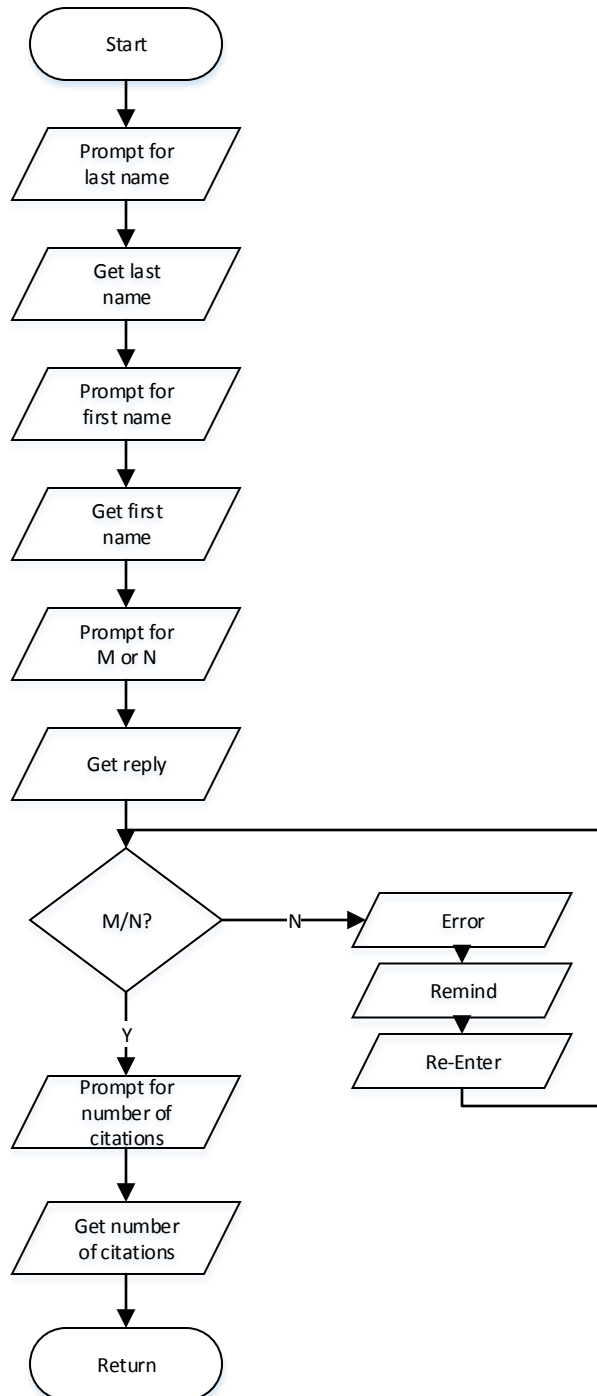 Start
Prompt for
last name
Get last
name
Prompt for
first name
Get first
name
Prompt for
M or N
Get reply
M/N?
N
Error
Remind
Re-Enter
Y
Prompt for
number of
citations
Get number
of citations
Return